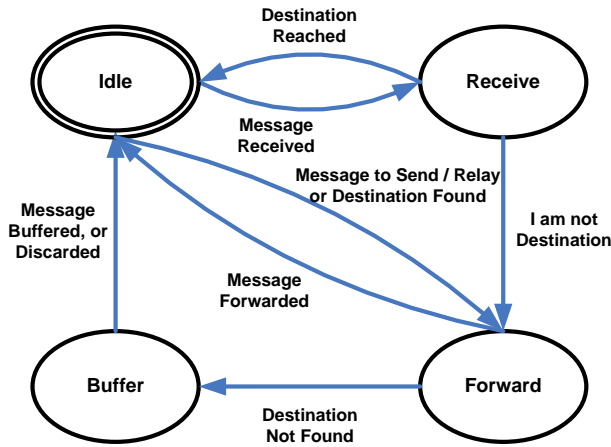 Destination
Reached
Idle
Receive
Message
Received
Message to Send / Relay
or Destination Found
I am not
Destination
Message
Buffered, or
Discarded
Message
Forwarded
Buffer
Forward
Destination
Not Found